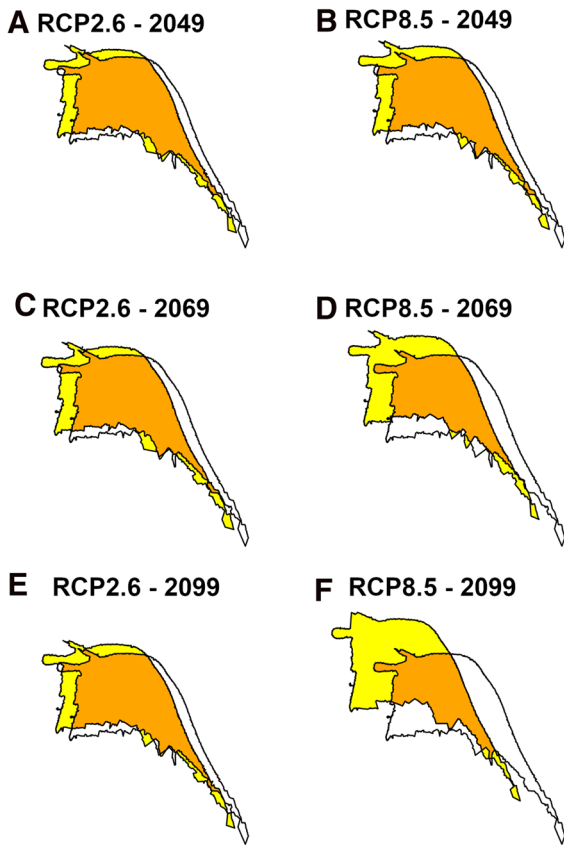 A RCP2.6 - 2049
B RCP8.5 - 2049
C RCP2.6 - 2069
D RCP8.5 - 2069
E RCP2.6 - 2099
F RCP8.5 - 2099